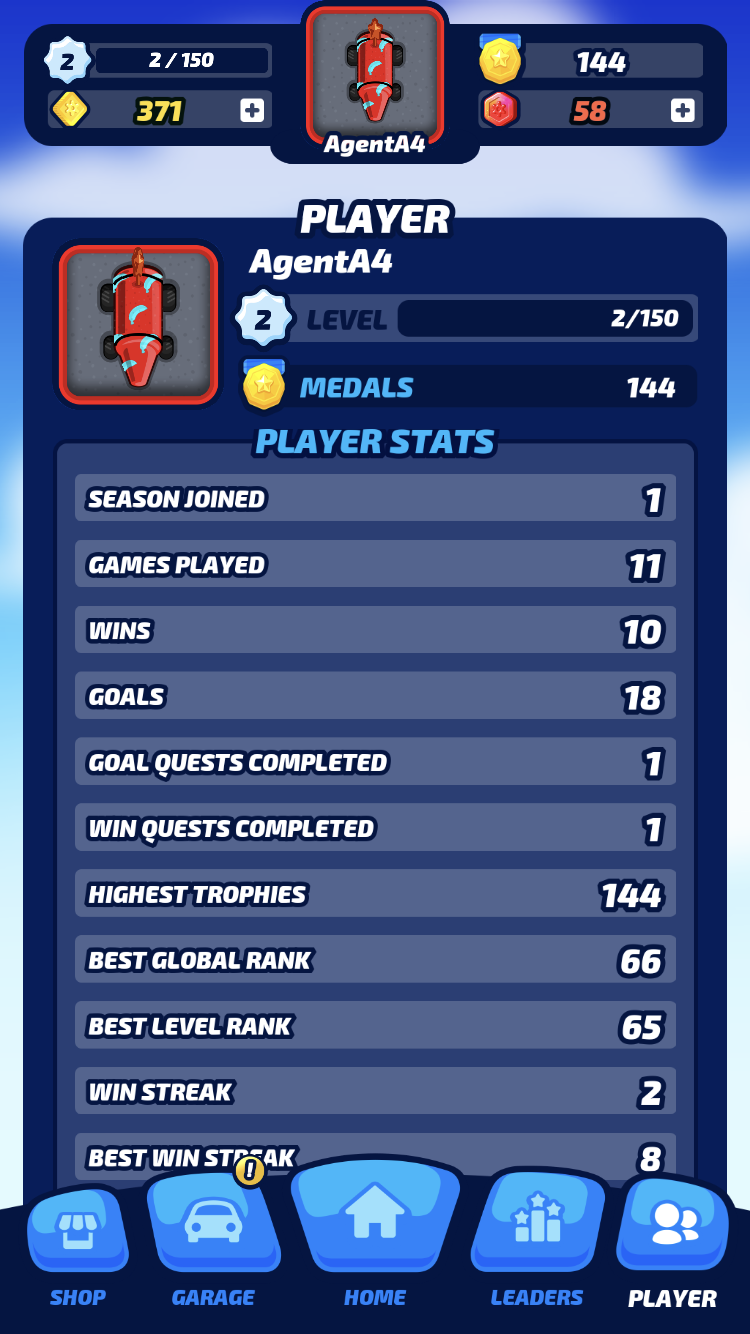 2
2 / 150
144
371
58
AgentA4
PLAYER
AgentA4
2
LEVEL
2/150
MEDALS
144
PLAYER STATS
SEASON JOINED 1
GAMES PLAYED 11
WINS 10
GOALS 18
GOAL QUESTS COMPLETED 1
WIN QUESTS COMPLETED 1
HIGHEST TROPHIES 144
BEST GLOBAL RANK 66
BEST LEVEL RANK 65
WIN STREAK 2
BEST WIN STREAK 8
!
SHOP
GARAGE
HOME
LEADERS
PLAYER